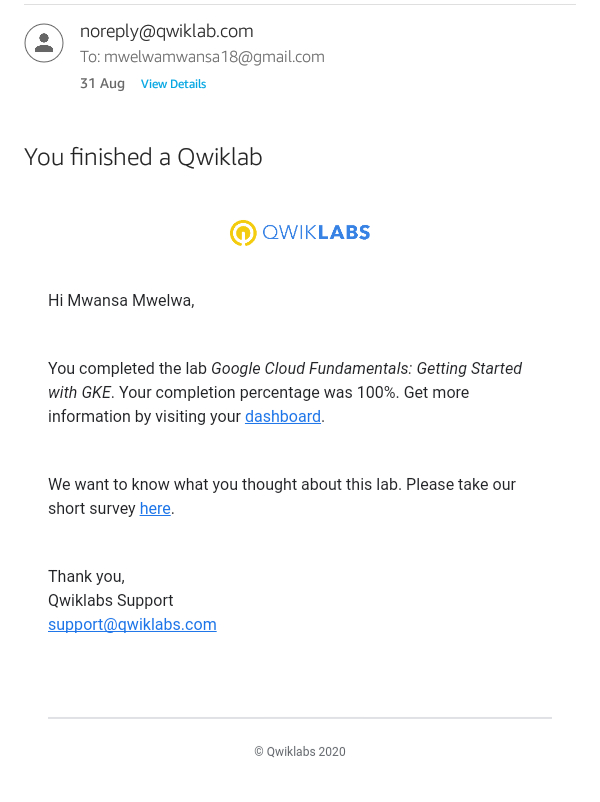 noreply@qwiklab.com
To: mwelwamwansa18@gmail.com
31 Aug View Details
You finished a Qwiklab
QWIKLABS
Hi Mwansa Mwelwa,
You completed the lab Google Cloud Fundamentals: Getting Started
with GKE. Your completion percentage was 100%. Get more
information by visiting your dashboard.
We want to know what you thought about this lab. Please take our
short survey here.
Thank you,
Qwiklabs Support
support@qwiklabs.com
© Qwiklabs 2020